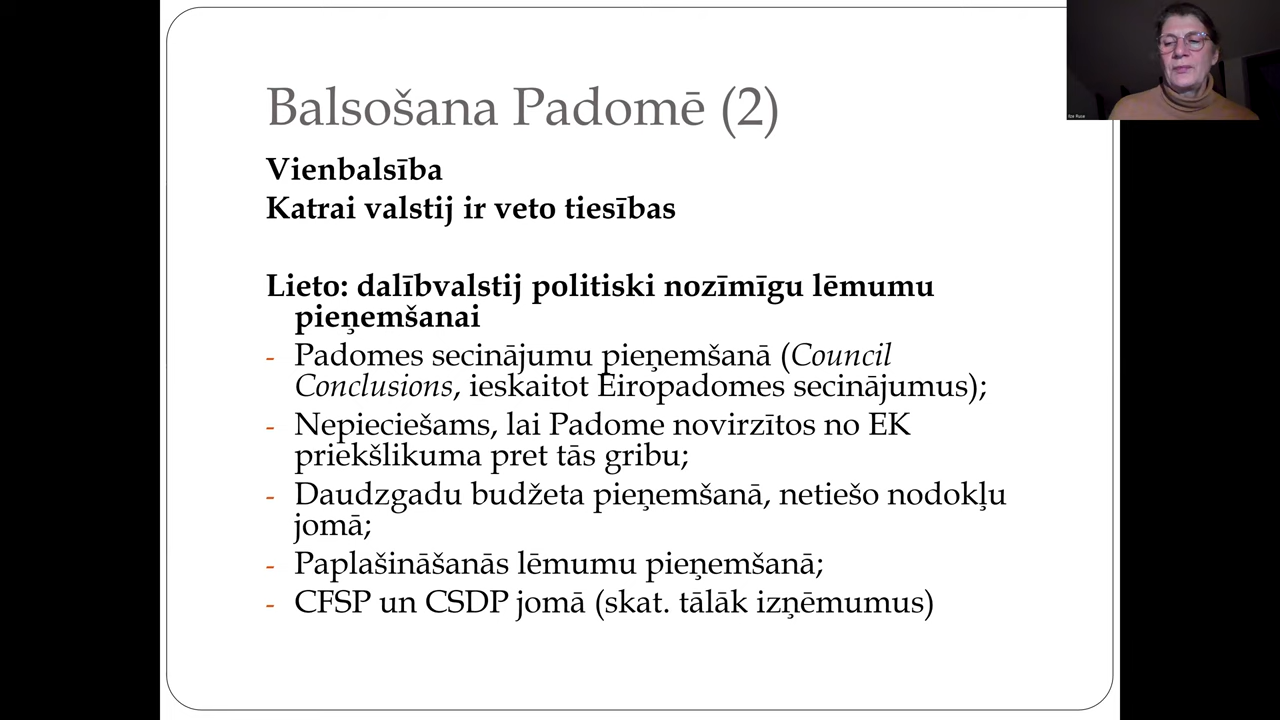 Balsošana Padomē (2)
Vienbalsība
Katrai valstij ir veto tiesības
Lieto: dalībvalstij politiski nozīmīgu lēmumu
pieņemšanai
- Padomes secinājumu pieņemšanā (Council
Conclusions, ieskaitot Eiropadomes secinājumus);
- Nepieciešams, lai Padome novirzītos no EK
priekšlikuma pret tās gribu;
- Daudzgadu budžeta pieņemšanā, netiešo nodokļu
jomā;
- Paplašināšanās lēmumu pieņemšanā;
- CFSP un CSDP jomā (skat. tālāk izņēmumus)